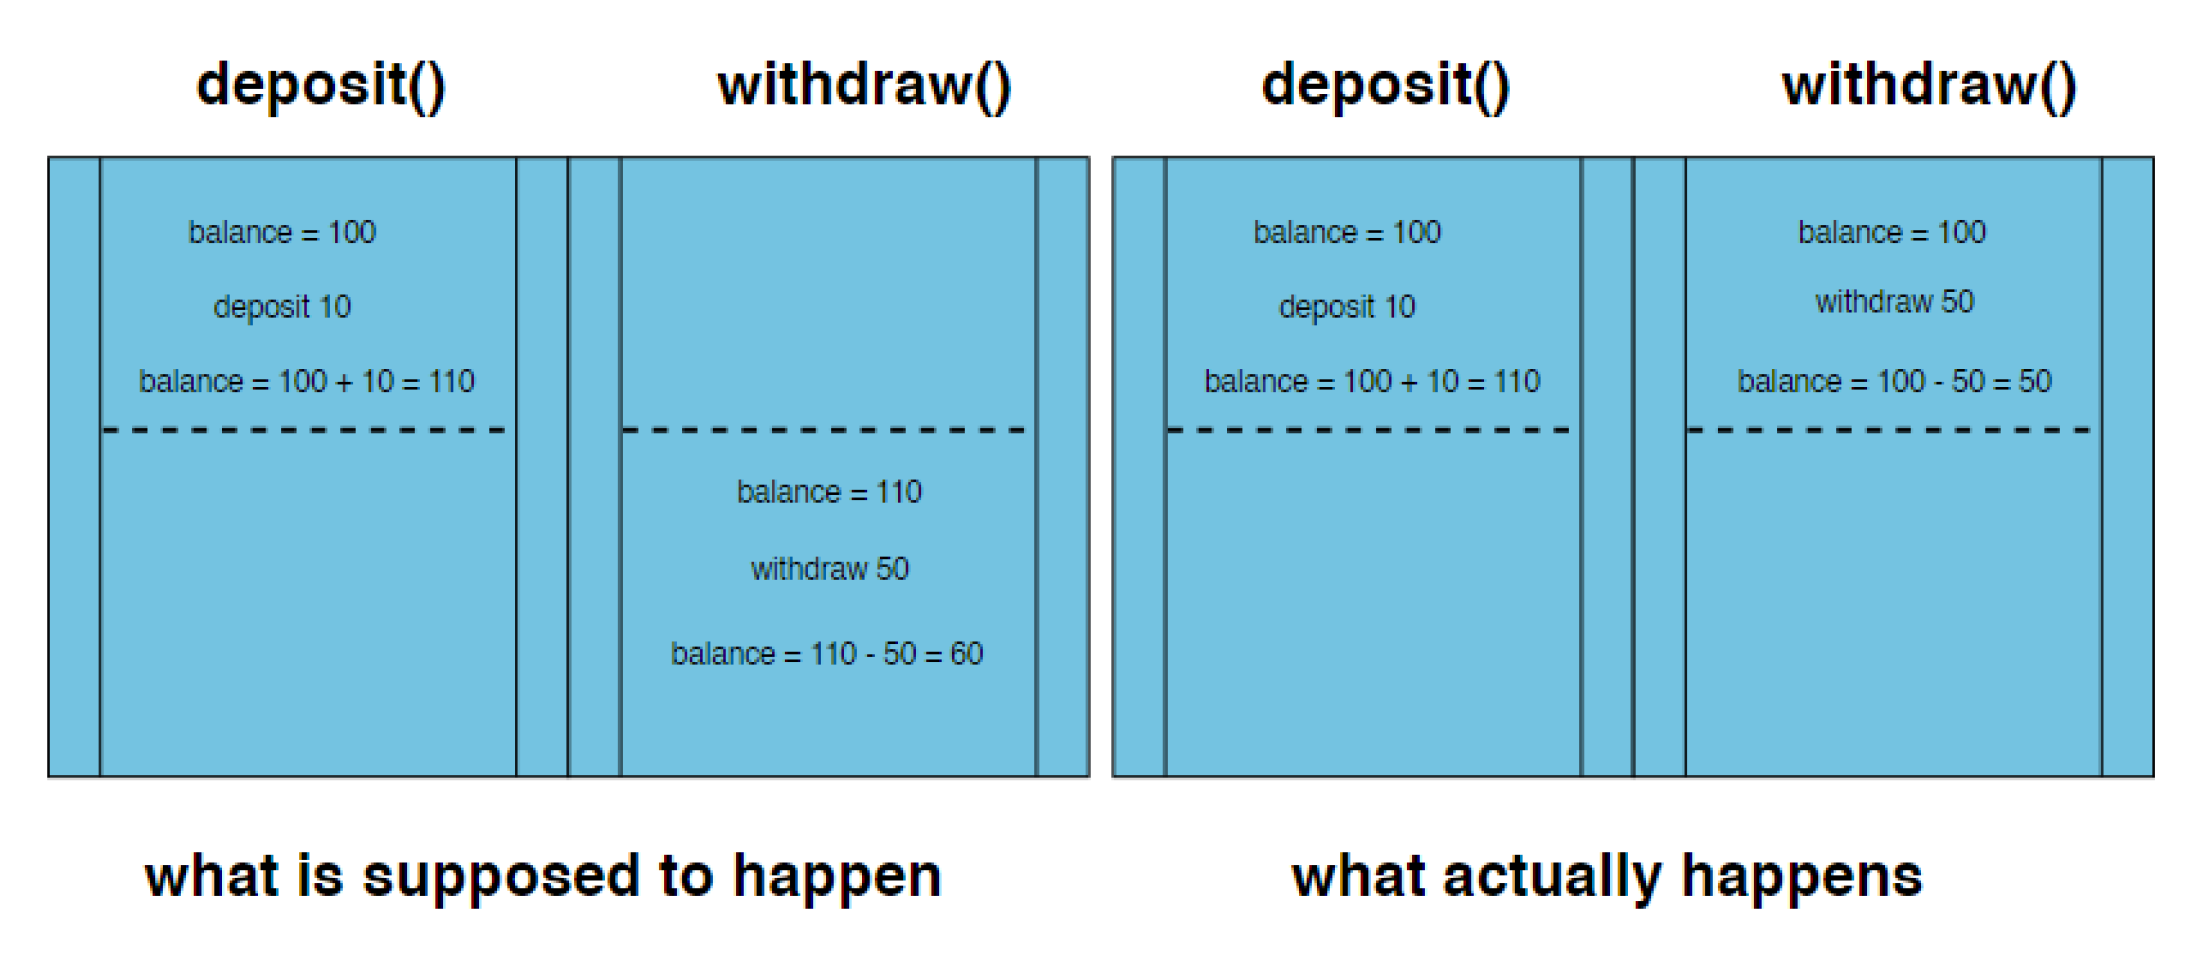 deposit()
withdraw()
balance = 100
deposit 10
balance = 100 + 10 = 110
balance = 110
withdraw 50
balance = 110 - 50 = 60
what is supposed to happen
deposit()
withdraw()
balance = 100
deposit 10
balance = 100 + 10 = 110
balance = 100
withdraw 50
balance = 100 - 50 = 50
what actually happens